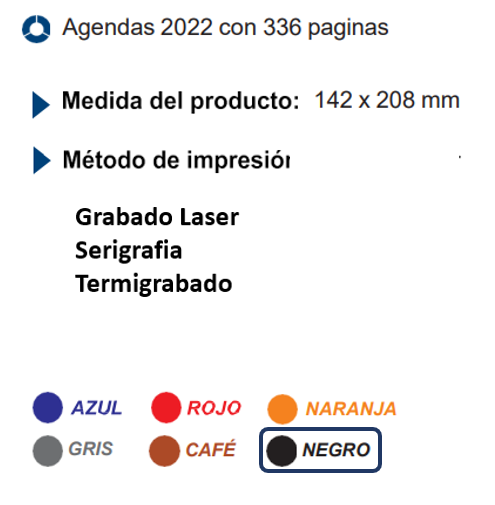 Agendas 2022 con 336 paginas
Medida del producto: 142 x 208 mm
Método de impresión
Grabado Laser
Serigrafia
Termigrabado
AZUL ROJO NARANJA
GRIS CAFÉ NEGRO